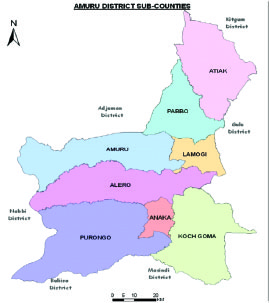 AMURU DISTRICT SUB-COUNTIES
Kitgum
District
N
ATIAK
Adjumani
District
PABBO
Gulu
District
AMURU
LAMOGI
ALERO
Nebbi
District
ANAKA
PURONGO
KOCH GOMA
Masindi
District
Buliisa
District
0 5 10 20
KM